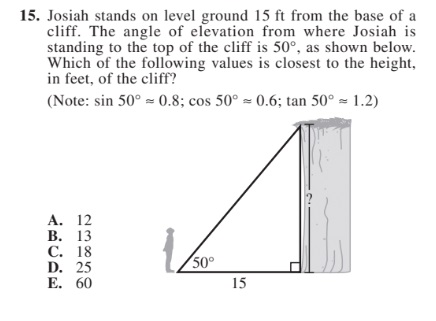 15. Josiah stands on level ground 15 ft from the base of a
cliff. The angle of elevation from where Josiah is
standing to the top of the cliff is 50°, as shown below.
Which of the following values is closest to the height,
in feet, of the cliff?
(Note: sin 50° ≈ 0.8; cos 50° ≈ 0.6; tan 50° ≈ 1.2)
?
A. 12
B. 13
C. 18
D. 25
E. 60
50°
15